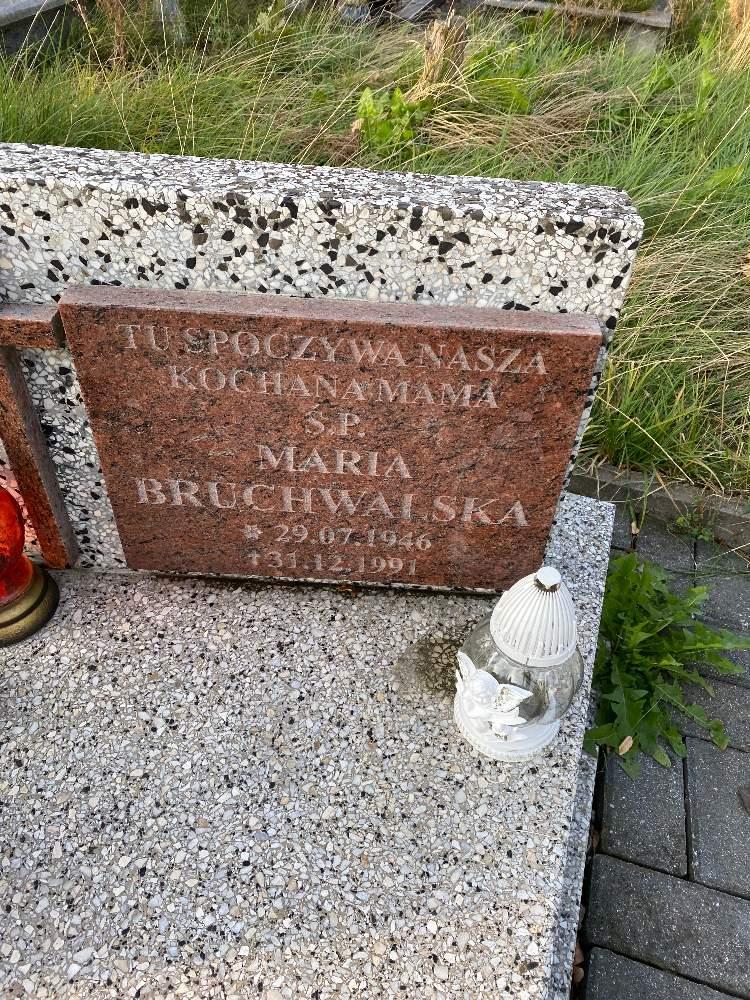 TU SPOCZYWA NASZA
KOCHANA MAMA
Ś.P.
MARIA
BRUCHWALSKA
* 29.07.1946
+31.12.1991